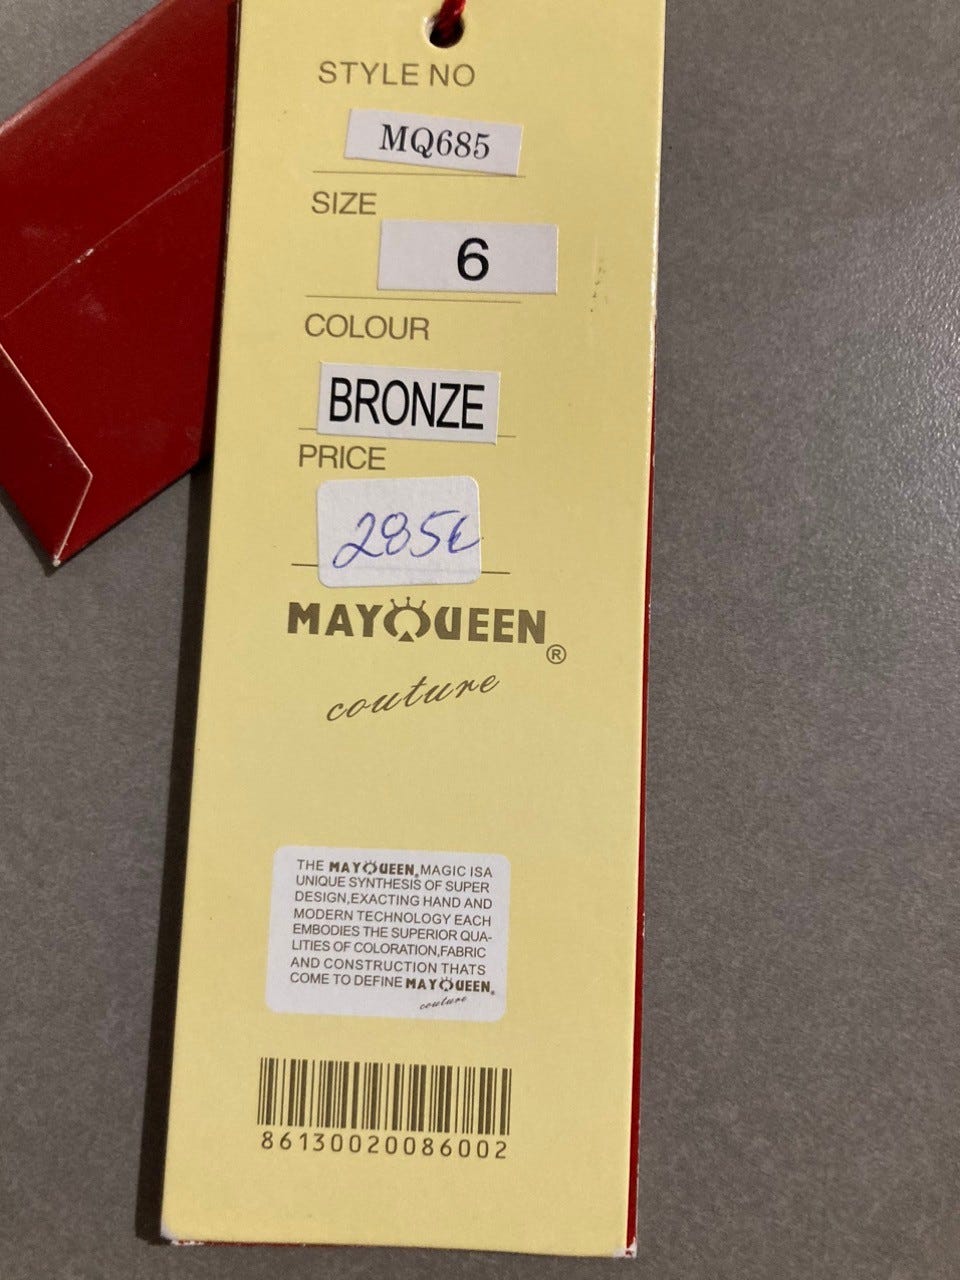 STYLE NO
MQ685
SIZE
6
COLOUR
BRONZE
PRICE
285€
MAYQUEEN®
couture
THE MAYQUEEN® MAGIC ISA
UNIQUE SYNTHESIS OF SUPER
DESIGN,EXACTING HAND AND
MODERN TECHNOLOGY EACH
EMBODIES THE SUPERIOR QUA-
LITIES OF COLORATION,FABRIC
AND CONSTRUCTION THATS
COME TO DEFINE MAYQUEEN®
couture
86130020086002